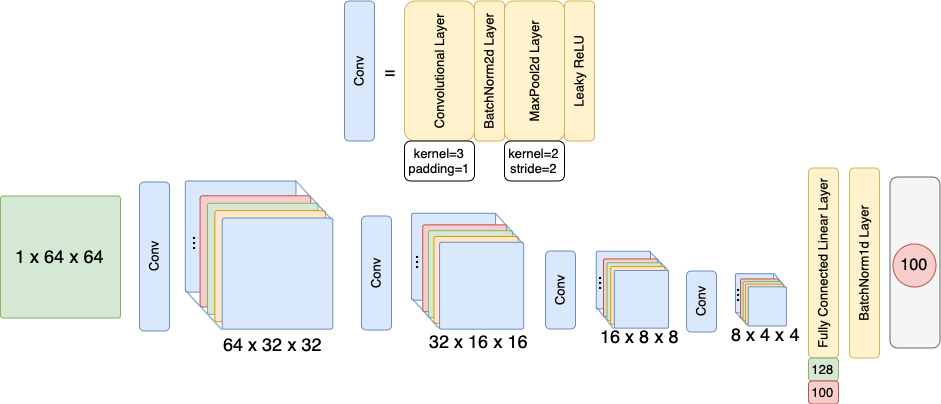 Conv
=
Convolutional Layer
BatchNorm2d Layer
MaxPool2d Layer
Leaky ReLU
kernel=3
padding=1
kernel=2
stride=2
1 x 64 x 64
Conv
...
64 x 32 x 32
Conv
...
32 x 16 x 16
Conv
...
16 x 8 x 8
Conv
...
8 x 4 x 4
Fully Connected Linear Layer
128
100
BatchNorm1d Layer
100